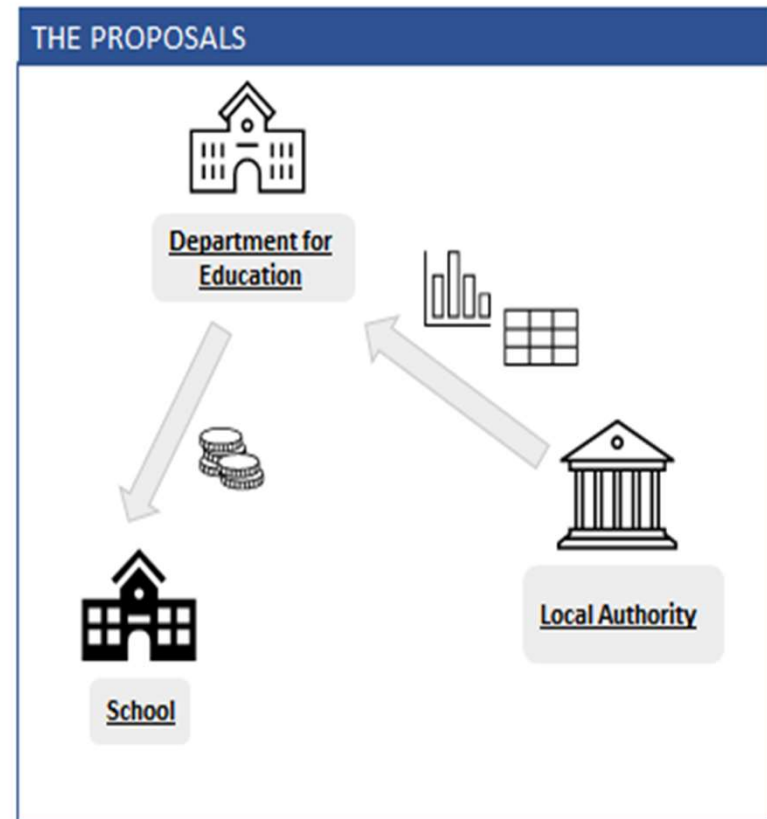 THE PROPOSALS
Department for
Education
Local Authority
School